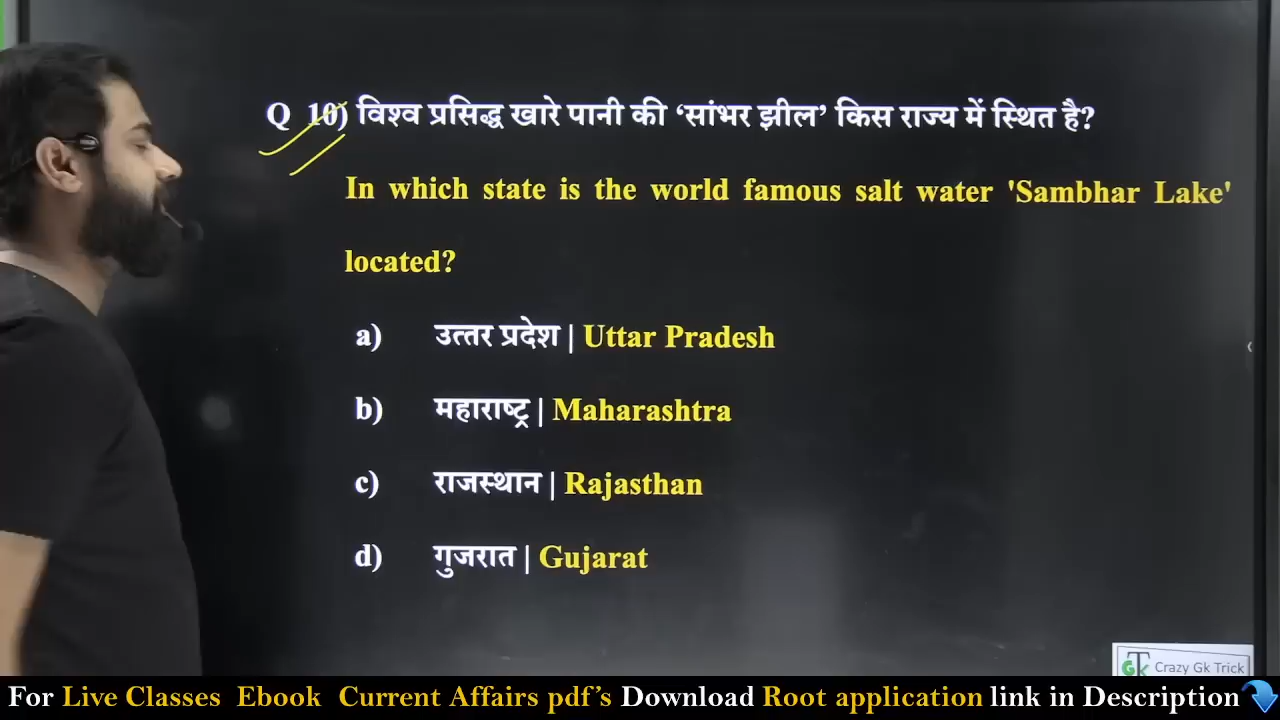 Q 10) विश्व प्रसिद्ध खारे पानी की ‘सांभर झील’ किस राज्य में स्थित है?
In which state is the world famous salt water 'Sambhar Lake'
located?
a) उत्तर प्रदेश | Uttar Pradesh
b) महाराष्ट्र | Maharashtra
c) राजस्थान | Rajasthan
d) गुजरात | Gujarat
GK Crazy Gk Trick
For Live Classes Ebook Current Affairs pdf’s Download Root application link in Description